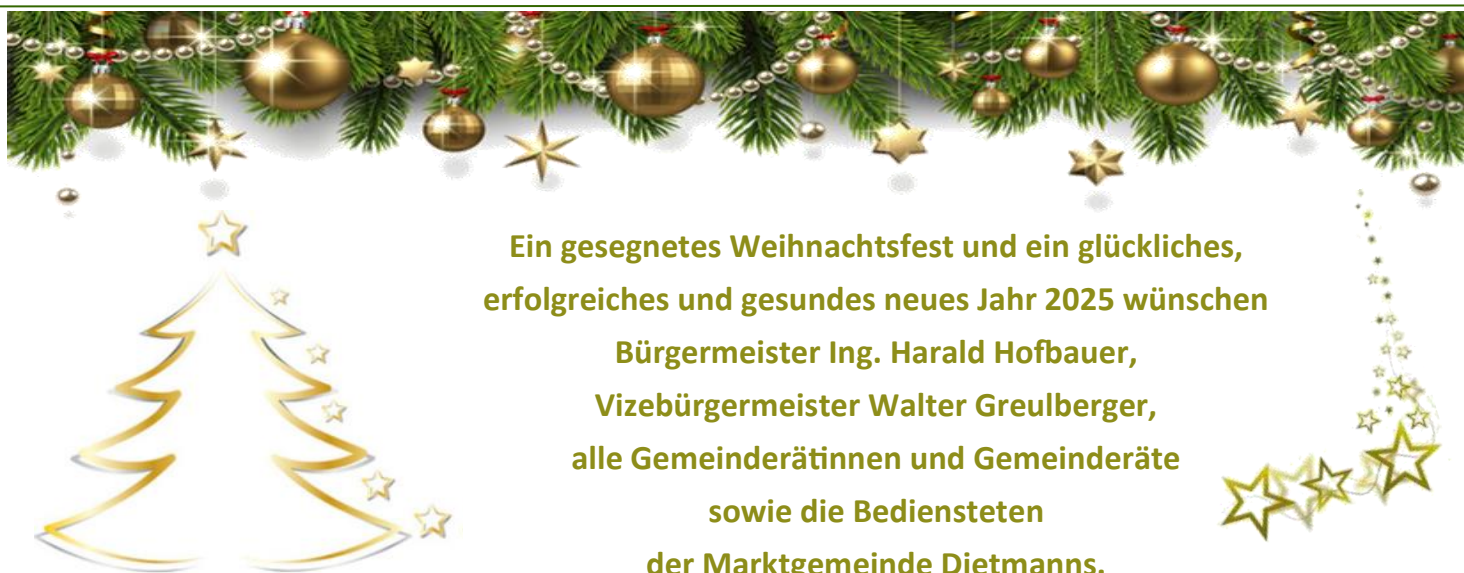 Ein gesegnetes Weihnachtsfest und ein glückliches,
erfolgreiches und gesundes neues Jahr 2025 wünschen
Bürgermeister Ing. Harald Hofbauer,
Vizebürgermeister Walter Greulberger,
alle Gemeinderätinnen und Gemeinderäte
sowie die Bediensteten
der Marktgemeinde Dietmanns.